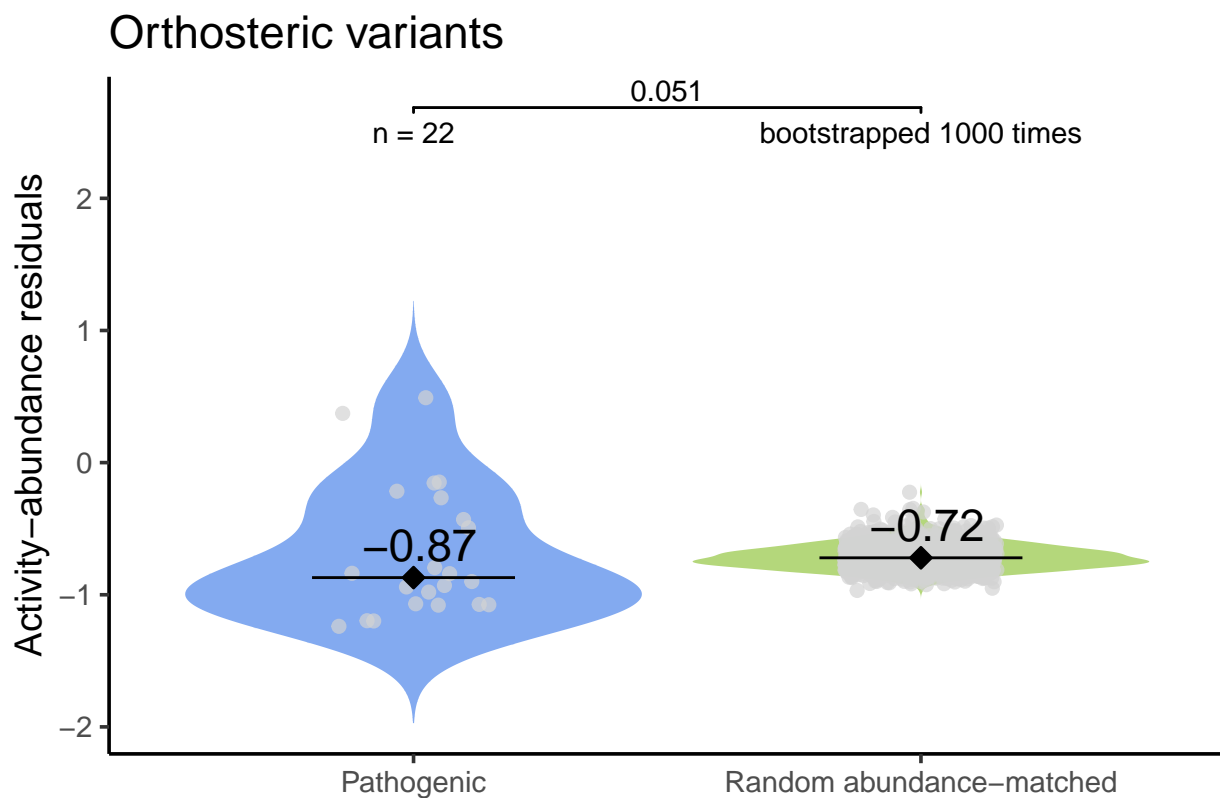 Orthosteric variants
0.051
n = 22
bootstrapped 1000 times
Activity−abundance residuals
2
1
0
−1
−2
−0.87
−0.72
Pathogenic
Random abundance−matched